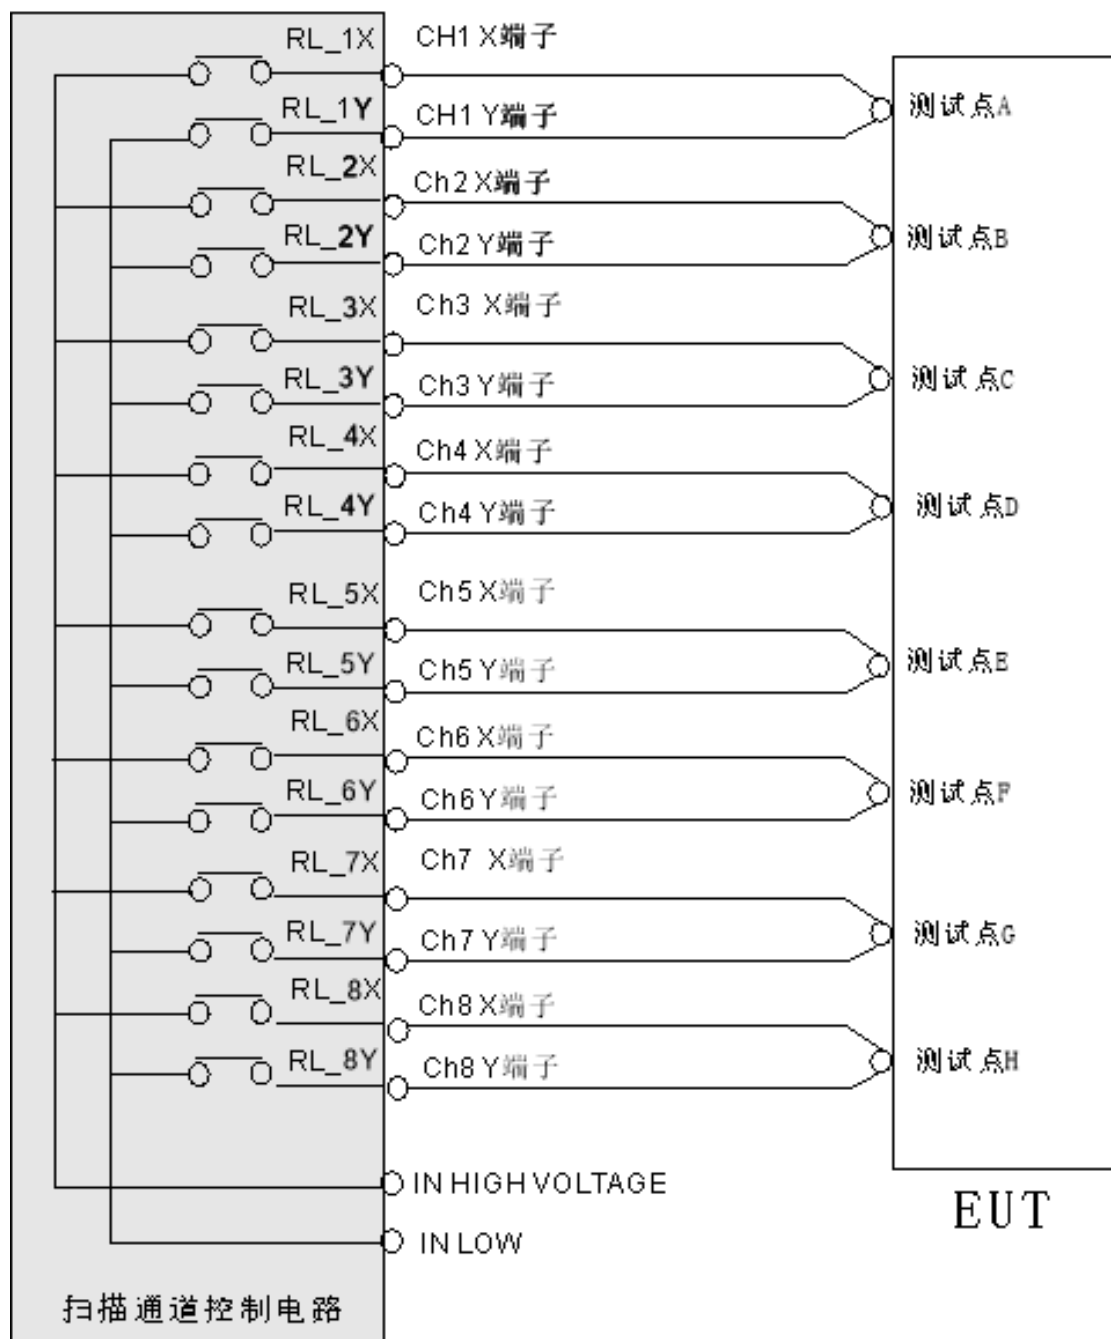 RL_1X CH1 X端子
RL_1Y CH1 Y端子
测试点A
RL_2X Ch2 X端子
RL_2Y Ch2 Y端子
测试点B
RL_3X Ch3 X端子
RL_3Y Ch3 Y端子
测试点C
RL_4X Ch4 X端子
RL_4Y Ch4 Y端子
测试点D
RL_5X Ch5 X端子
RL_5Y Ch5 Y端子
测试点E
RL_6X Ch6 X端子
RL_6Y Ch6 Y端子
测试点F
RL_7X Ch7 X端子
RL_7Y Ch7 Y端子
测试点G
RL_8X Ch8 X端子
RL_8Y Ch8 Y端子
测试点H
IN HIGH VOLTAGE
EUT
IN LOW
扫描通道控制电路